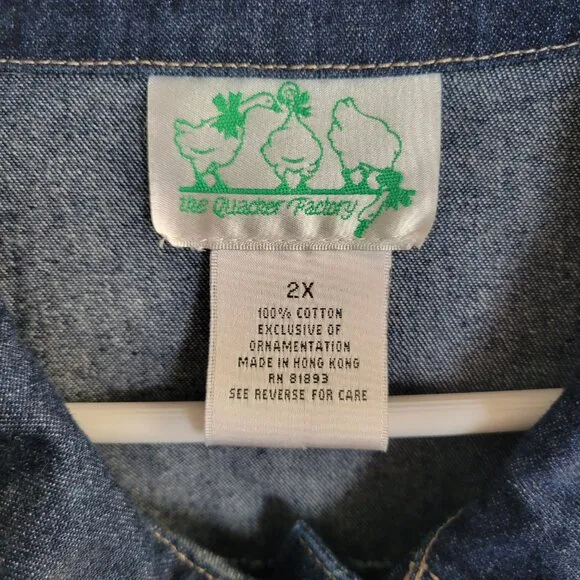 the Quacker Factory
2X
100% COTTON
EXCLUSIVE OF
ORNAMENTATION
MADE IN HONG KONG
RN 81893
SEE REVERSE FOR CARE